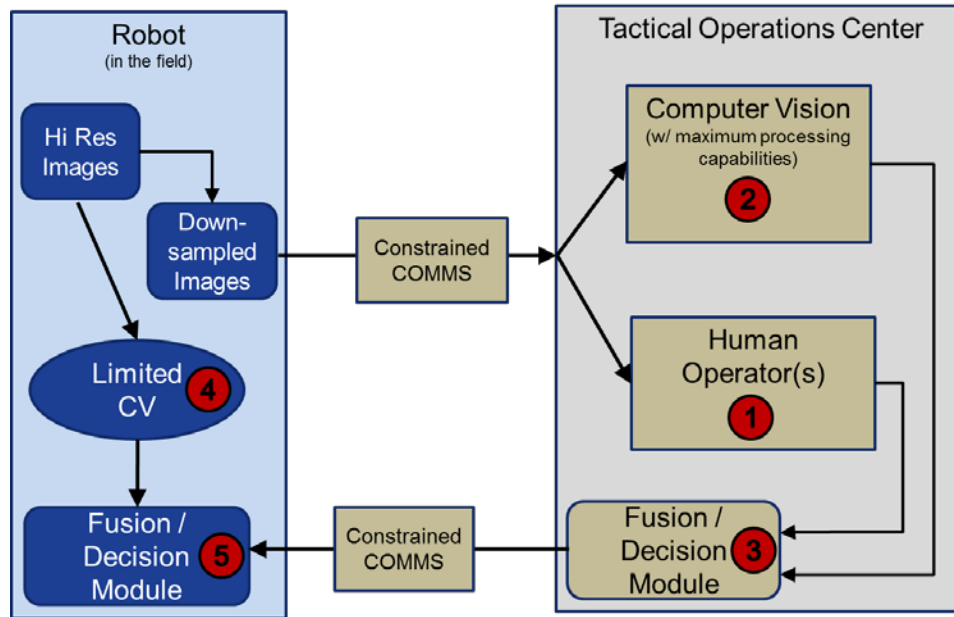 Robot
(in the field)
Hi Res
Images
Down-
sampled
Images
Limited
CV
4
Fusion /
Decision
Module
5
Constrained
COMMS
Constrained
COMMS
Tactical Operations Center
Computer Vision
(w/ maximum processing
capabilities)
2
Human
Operator(s)
1
Fusion /
Decision
Module
3